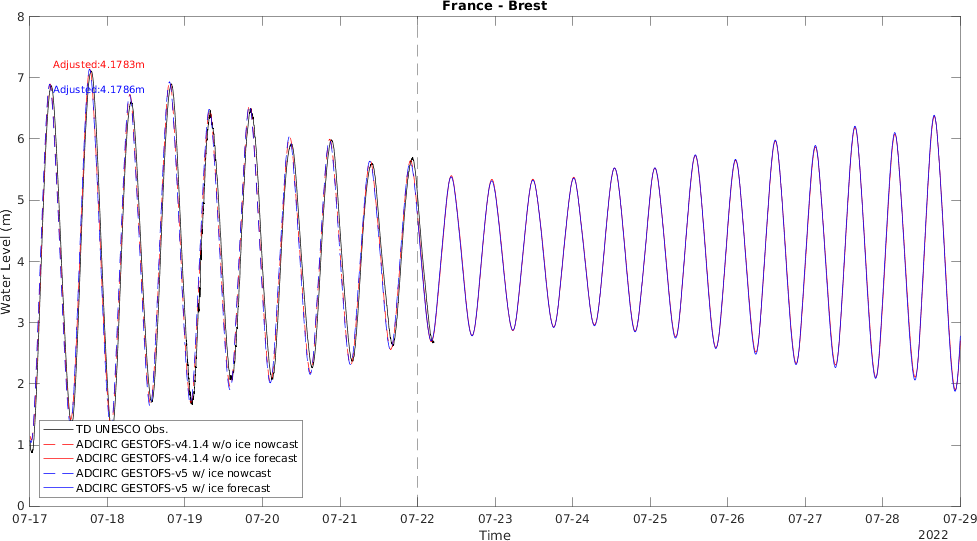 France - Brest
8
7
6
5
4
3
2
1
0
Water Level (m)
Adjusted:4.1783m
Adjusted:4.1786m
TD UNESCO Obs.
ADCIRC GESTOFS-v4.1.4 w/o ice nowcast
ADCIRC GESTOFS-v4.1.4 w/o ice forecast
ADCIRC GESTOFS-v5 w/ ice nowcast
ADCIRC GESTOFS-v5 w/ ice forecast
07-17 07-18 07-19 07-20 07-21 07-22 07-23 07-24 07-25 07-26 07-27 07-28 07-29
Time
2022